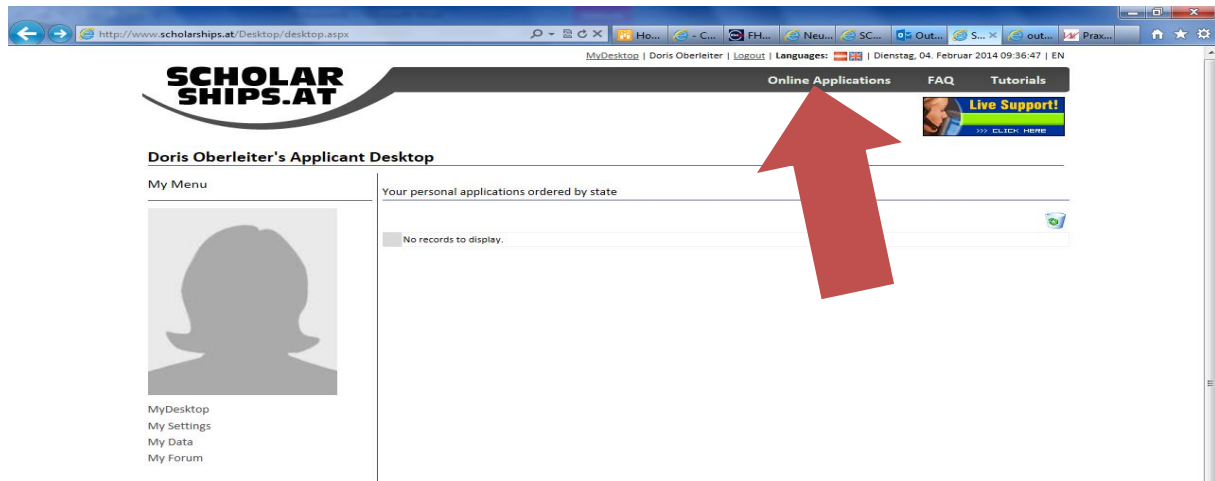 http://www.scholarships.at/Desktop/desktop.aspx
Ho...
- C...
FH...
Neu...
SC...
Out...
S...
out...
Prax...
MyDesktop | Doris Oberleiter | Logout | Languages: | Dienstag, 04. Februar 2014 09:36:47 | EN
SCHOLAR
SHIPS.AT
Online Applications FAQ Tutorials
Live Support!
>>> CLICK HERE
Doris Oberleiter's Applicant Desktop
My Menu
Your personal applications ordered by state
No records to display.
MyDesktop
My Settings
My Data
My Forum